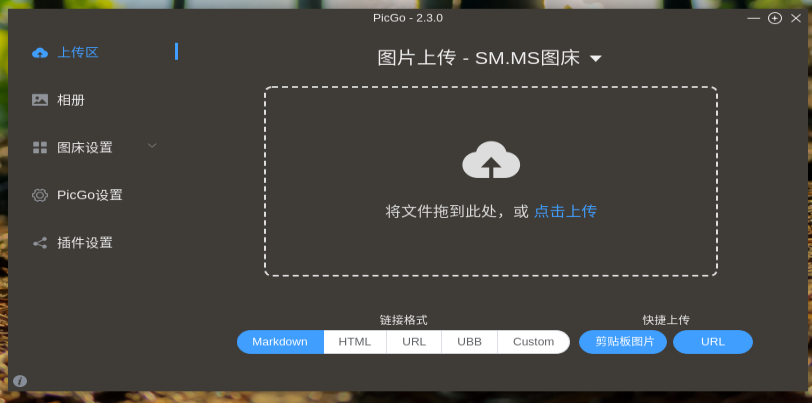 PicGo - 2.3.0
上传区
相册
图床设置
PicGo设置
插件设置
图片上传 - SM.MS图床
将文件拖到此处，或 点击上传
链接格式
Markdown HTML URL UBB Custom
快捷上传
剪贴板图片 URL